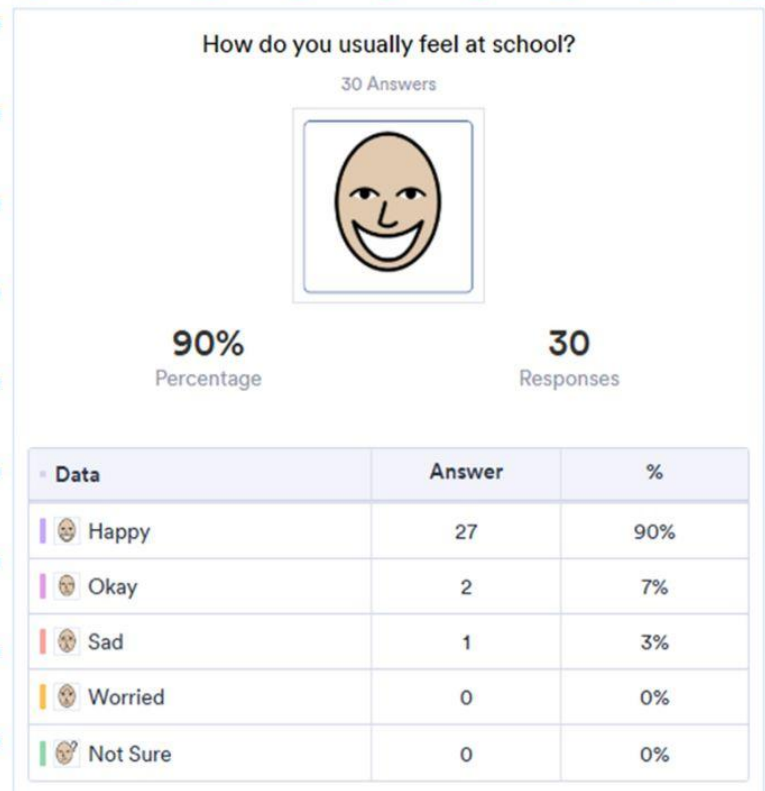 How do you usually feel at school?
30 Answers
90% 30
Percentage Responses
Data Answer %
Happy 27 90%
Okay 2 7%
Sad 1 3%
Worried 0 0%
Not Sure 0 0%